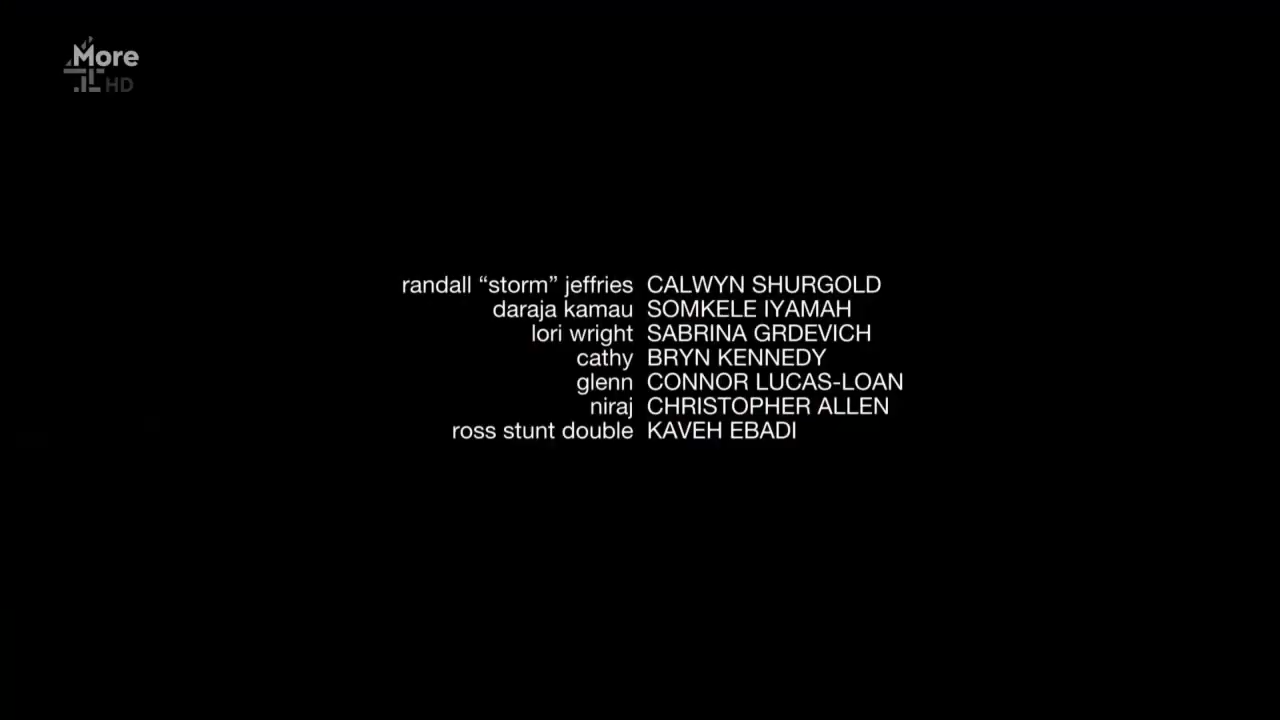 More
4 HD
randall “storm” jeffries CALWYN SHURGOLD
daraja kamau SOMKELE IYAMAH
lori wright SABRINA GRDEVICH
cathy BRYN KENNEDY
glenn CONNOR LUCAS-LOAN
niraj CHRISTOPHER ALLEN
ross stunt double KAVEH EBADI